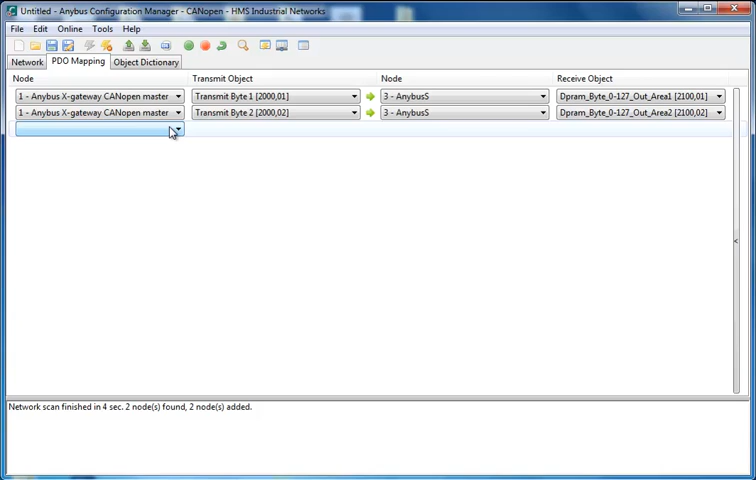 Untitled - Anybus Configuration Manager - CANopen - HMS Industrial Networks
File Edit Online Tools Help
Network PDO Mapping Object Dictionary
Node Transmit Object Node Receive Object
1 - Anybus X-gateway CANopen master Transmit Byte 1 [2000,01] 3 - AnybusS Dpram_Byte_0-127_Out_Area1 [2100,01]
1 - Anybus X-gateway CANopen master Transmit Byte 2 [2000,02] 3 - AnybusS Dpram_Byte_0-127_Out_Area2 [2100,02]
<
Network scan finished in 4 sec. 2 node(s) found, 2 node(s) added.